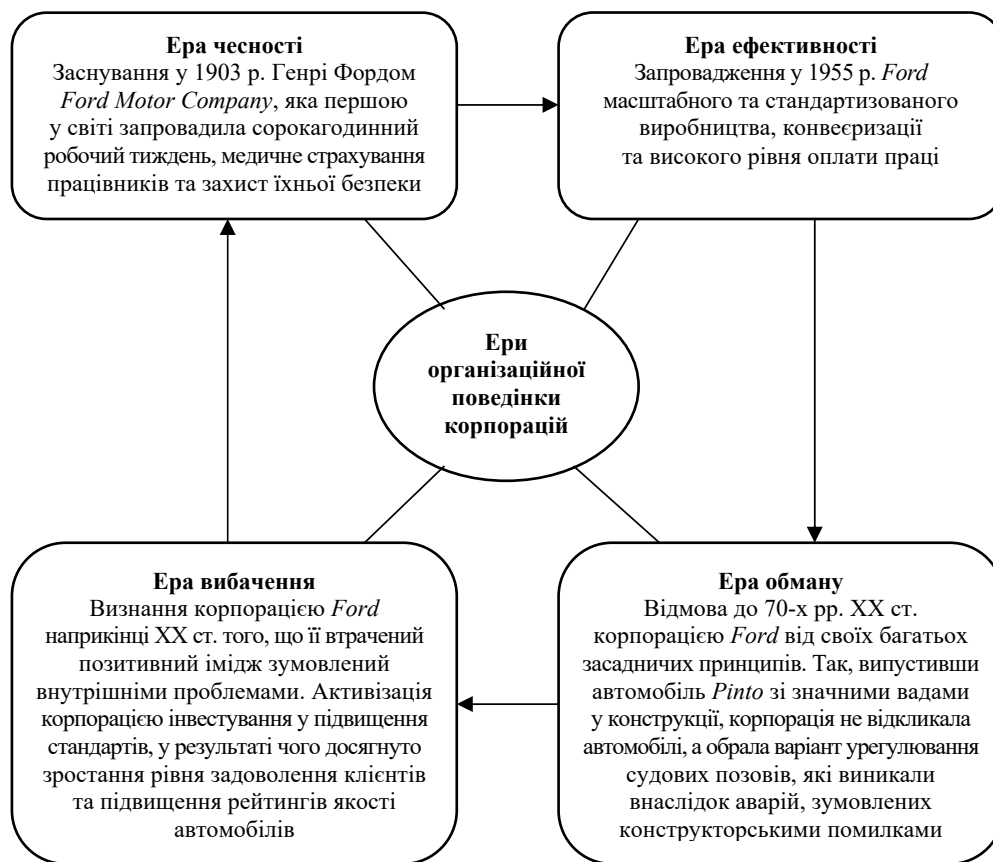 Ера чесності
Заснування у 1903 р. Генрі Фордом
Ford Motor Company, яка першою
у світі запровадила сорокагодинний
робочий тиждень, медичне страхування
працівників та захист їхньої безпеки
Ера ефективності
Запровадження у 1955 р. Ford
масштабного та стандартизованого
виробництва, конвеєризації
та високого рівня оплати праці
Ери
організаційної
поведінки
корпорацій
Ера вибачення
Визнання корпорацією Ford
наприкінці XX ст. того, що її втрачений
позитивний імідж зумовлений
внутрішніми проблемами. Активізація
корпорацією інвестування у підвищення
стандартів, у результаті чого досягнуто
зростання рівня задоволення клієнтів
та підвищення рейтингів якості
автомобілів
Ера обману
Відмова до 70-х рр. XX ст.
корпорацією Ford від своїх багатьох
засадничих принципів. Так, випустивши
автомобіль Pinto зі значними вадами
у конструкції, корпорація не відкликала
автомобілі, а обрала варіант урегулювання
судових позовів, які виникали
внаслідок аварій, зумовлених
конструкторськими помилками